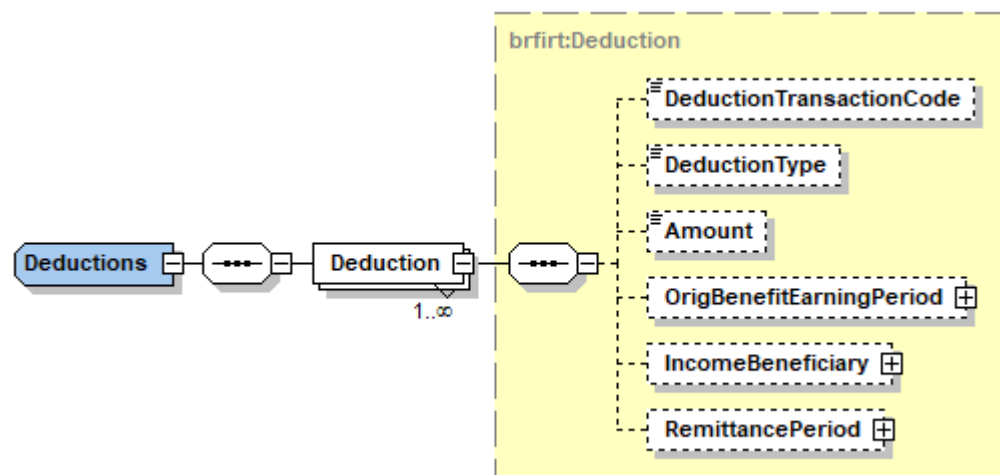 brfirt:Deduction
DeductionTransactionCode
DeductionType
Amount
Deductions
Deduction
1..∞
OrigBenefitEarningPeriod
IncomeBeneficiary
RemittancePeriod